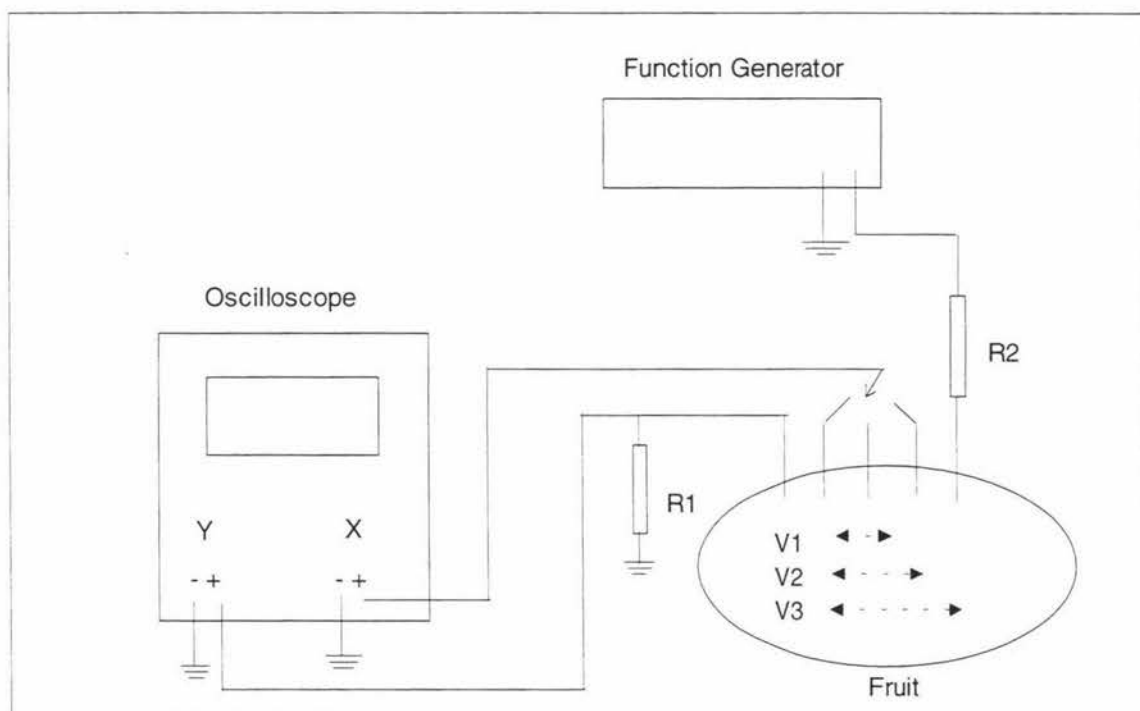 Function Generator
Oscilloscope
R2
R1
Y X
- + - +
V1
V2
V3
Fruit